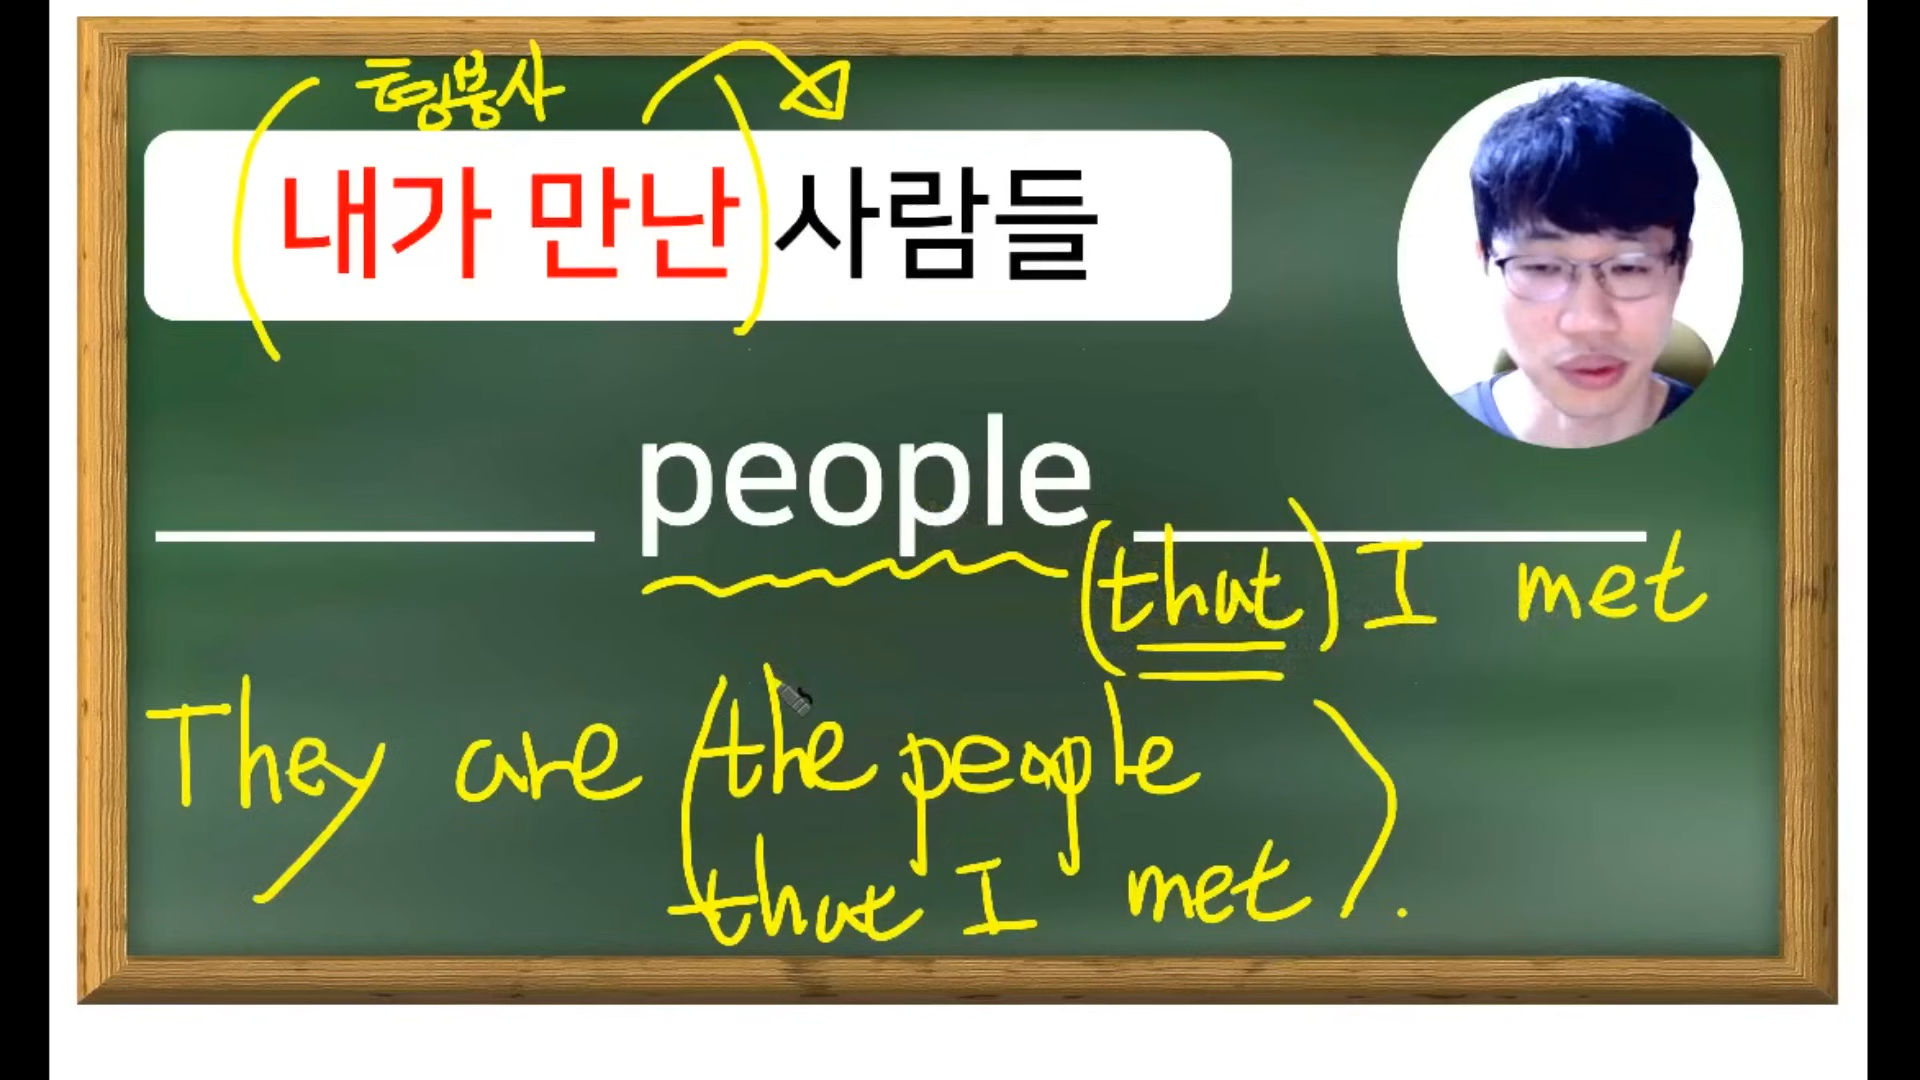 형용사
내가 만난 사람들
people
(that) I met
They are (the people
that I met).